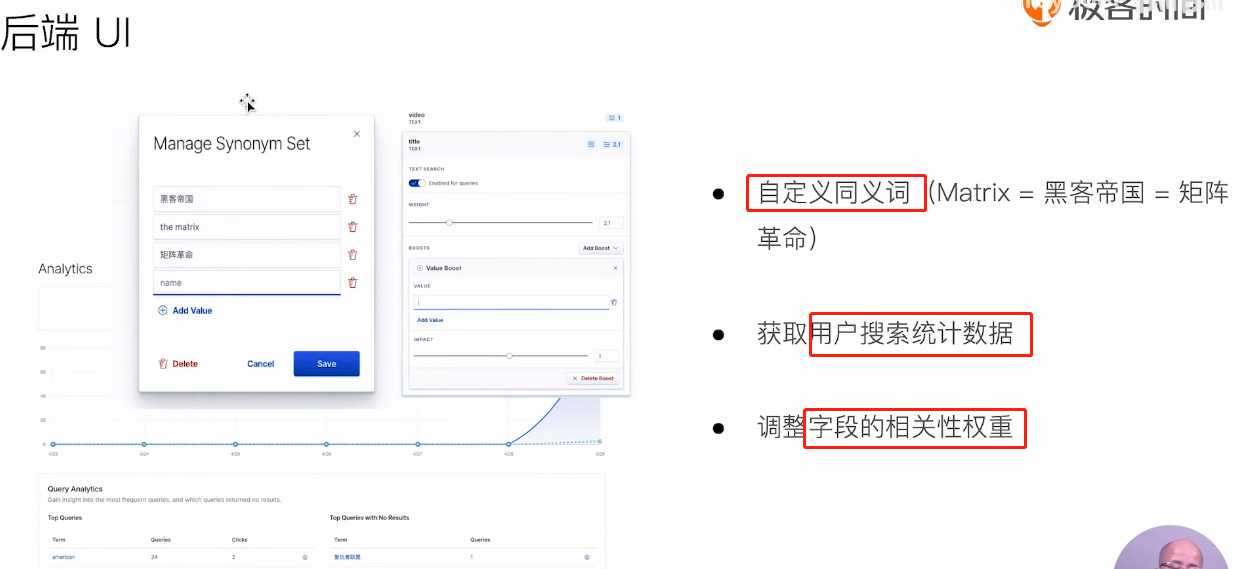 后端 UI
极客时间
Manage Synonym Set
黑客帝国
the matrix
矩阵革命
name
Add Value
Delete
Cancel
Save
video
TEXT
1
title
TEXT
2.1
TEXT SEARCH
Enabled for queries
WEIGHT
2.1
BOOSTS
Add Boost
Value Boost
VALUE
Add Value
IMPACT
1
Delete Boost
Analytics
80
60
40
20
0
4/23
4/24
4/25
4/26
4/27
4/28
4/29
Query Analytics
Gain insight into the most frequent queries, and which queries returned no results.
Top Queries
Term Queries Clicks
american 34 2
Top Queries with No Results
Term Queries
复仇者联盟 1
自定义同义词（Matrix = 黑客帝国 = 矩阵
革命）
获取用户搜索统计数据
调整字段的相关性权重